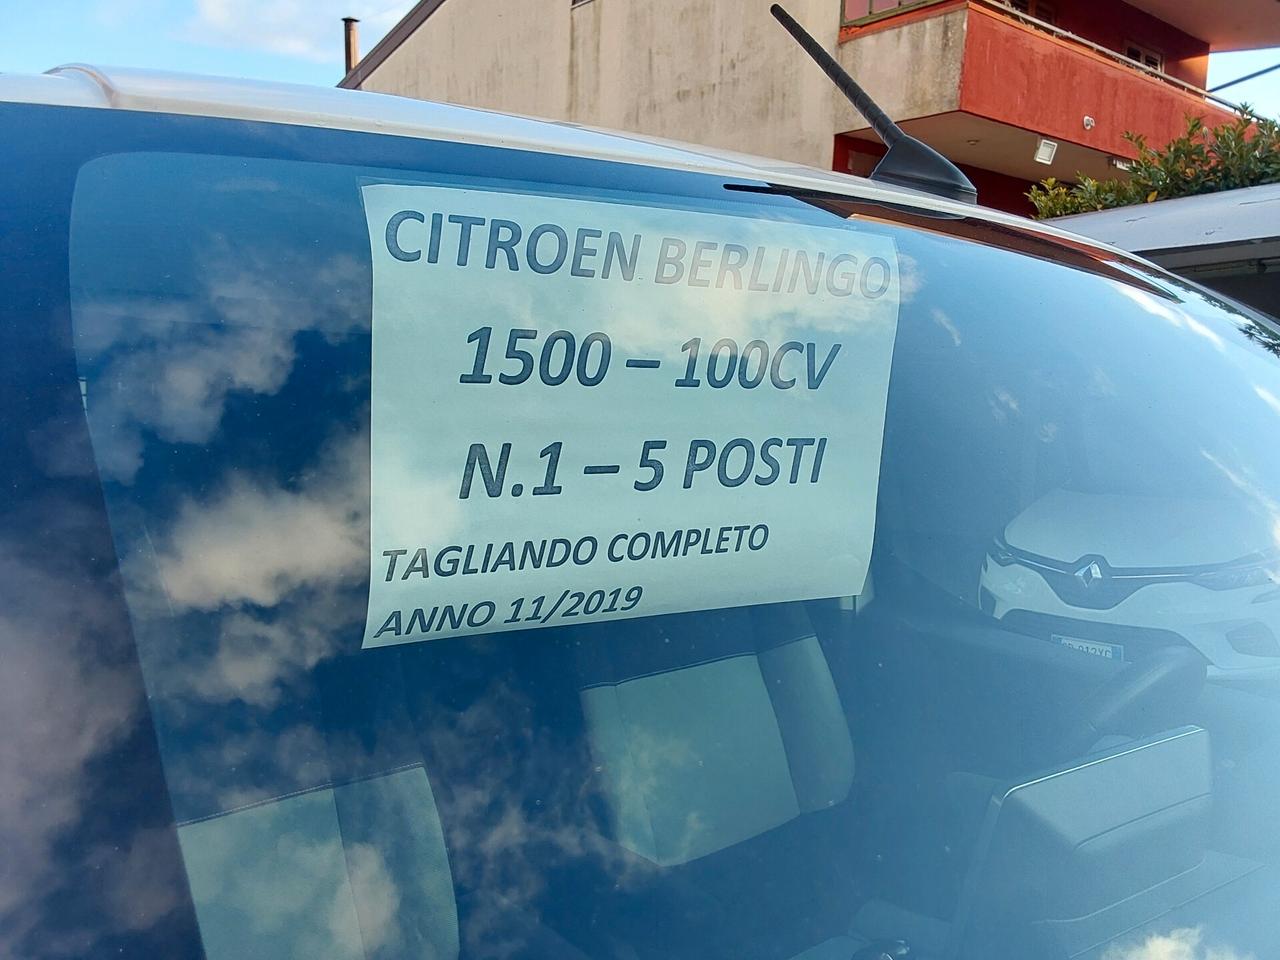 CITROEN BERLINGO
1500 – 100CV
N.1 – 5 POSTI
TAGLIANDO COMPLETO
ANNO 11/2019